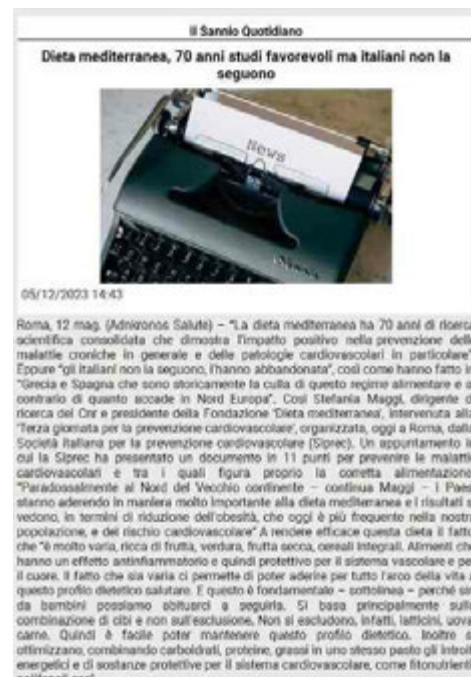 Il Sannio Quotidiano
Dieta mediterranea, 70 anni studi favorevoli ma italiani non la
seguono
News
05/12/2023 14:43
Roma, 12 mag. (Adnkronos Salute) – "La dieta mediterranea ha 70 anni di ricerc
scientifica consolidata che dimostra l'impatto positivo nella prevenzione delle
malattie croniche in generale e delle patologie cardiovascolari in particolare"
Eppure "gli italiani non la seguono, l'hanno abbandonata", così come hanno fatto in
"Grecia e Spagna che sono storicamente la culla di questo regime alimentare e a
contrario di quanto accade in Nord Europa". Così Stefania Maggi, dirigente d
ricerca del Cnr e presidente della Fondazione 'Dieta mediterranea', intervenuta all
'Terza giornata per la prevenzione cardiovascolare', organizzata, oggi a Roma, dalla
Società italiana per la prevenzione cardiovascolare (Siprec). Un appuntamento i
cui la Siprec ha presentato un documento in 11 punti per prevenire le malattie
cardiovascolari e tra i quali figura proprio la corretta alimentazione
"Paradossalmente al Nord del Vecchio continente – continua Maggi – i Paes
stanno aderendo in maniera molto importante alla dieta mediterranea e i risultati s
vedono, in termini di riduzione dell'obesità, che oggi è più frequente nella nostra
popolazione, e del rischio cardiovascolare" A rendere efficace questa dieta il fatto
che "è molto varia, ricca di frutta, verdura, frutta secca, cereali integrali. Alimenti che
hanno un effetto antinfiammatorio e quindi protettivo per il sistema vascolare e pe
il cuore. Il fatto che sia varia ci permette di poter aderire per tutto l'arco della vita a
questo profilo dietetico salutare. E questo è fondamentale – sottolinea – perché sin
da bambini possiamo abituarci a seguirla. Si basa principalmente sulla
combinazione di cibi e non sull'esclusione. Non si escludono, infatti, latticini, uova
carne. Quindi è facile poter mantenere questo profilo dietetico. Inoltre s
ottimizzano, combinando carboidrati, proteine, grassi in uno stesso pasto gli introit
energetici e di sostanze protettive per il sistema cardiovascolare, come fitonutrient